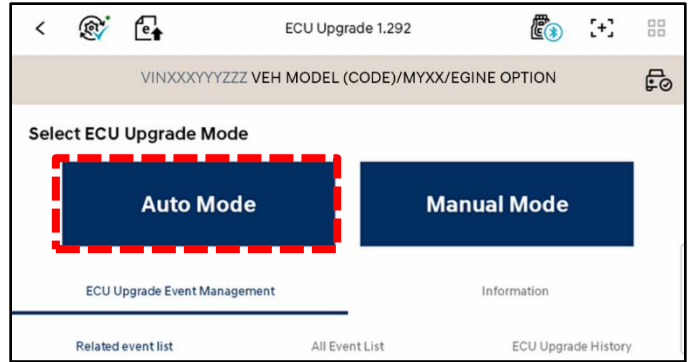 ECU Upgrade 1.292
VINXXXYYYZZZ VEH MODEL (CODE)/MYXX/EGINE OPTION
Select ECU Upgrade Mode
Auto Mode
Manual Mode
ECU Upgrade Event Management
Information
Related event list
All Event List
ECU Upgrade History